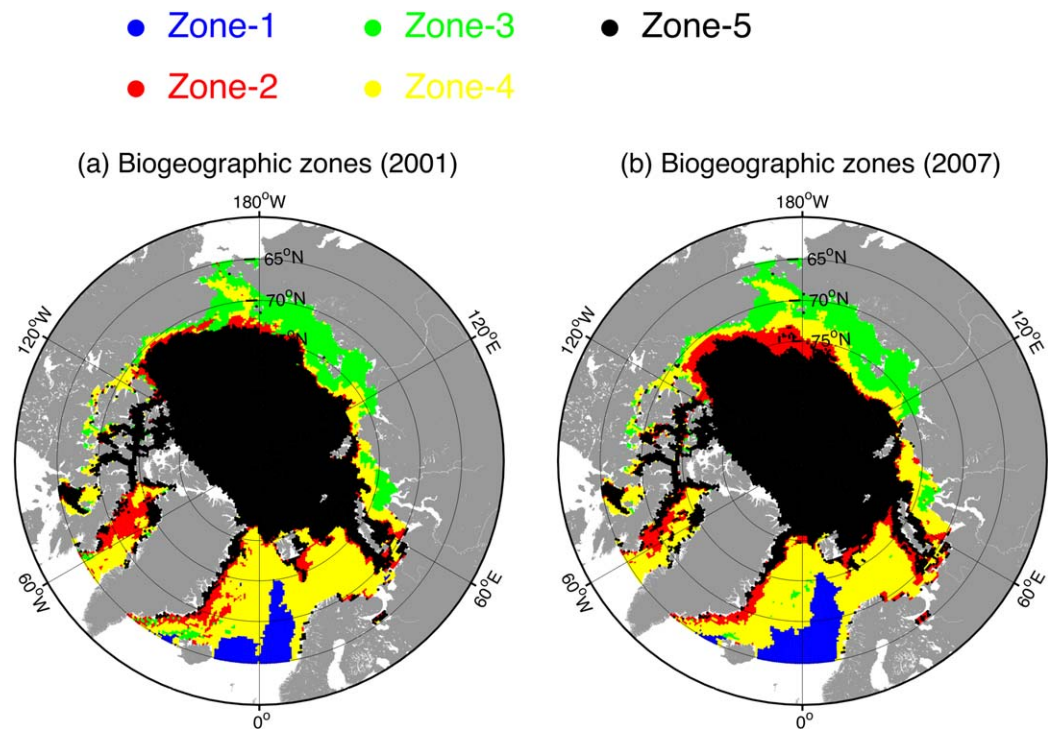 Zone-1 Zone-3 Zone-5
Zone-2 Zone-4
(a) Biogeographic zones (2001) (b) Biogeographic zones (2007)
180°W 180°W
65°N 65°N
70°N 70°N
°N 75°N
120°W 120°E 120°W 120°E
60°W 60°E 60°W 60°E
0° 0°